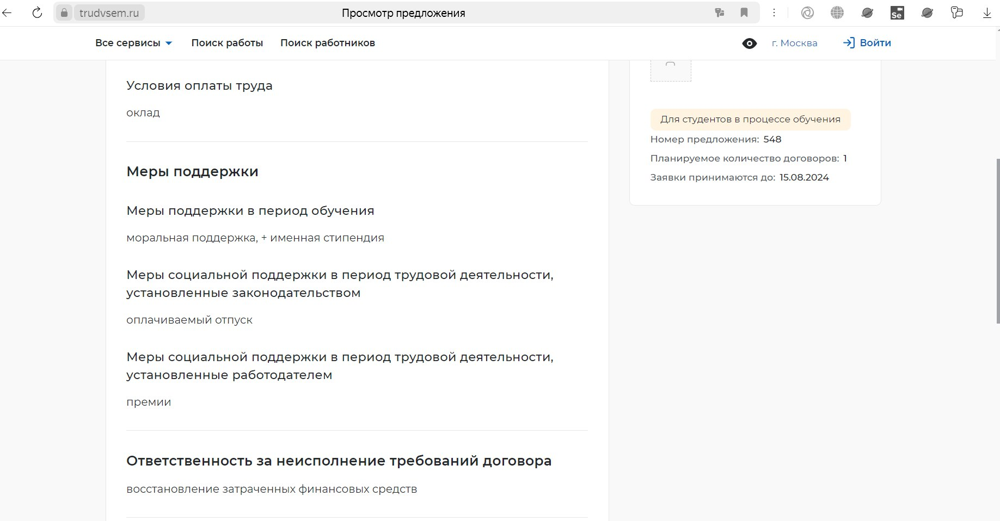 trudvsem.ru
Просмотр предложения
Se
Все сервисы
Поиск работы
Поиск работников
г. Москва
Войти
Условия оплаты труда
оклад
Меры поддержки
Меры поддержки в период обучения
моральная поддержка, + именная стипендия
Меры социальной поддержки в период трудовой деятельности,
установленные законодательством
оплачиваемый отпуск
Меры социальной поддержки в период трудовой деятельности,
установленные работодателем
премии
Ответственность за неисполнение требований договора
восстановление затраченных финансовых средств
Для студентов в процессе обучения
Номер предложения: 548
Планируемое количество договоров: 1
Заявки принимаются до: 15.08.2024